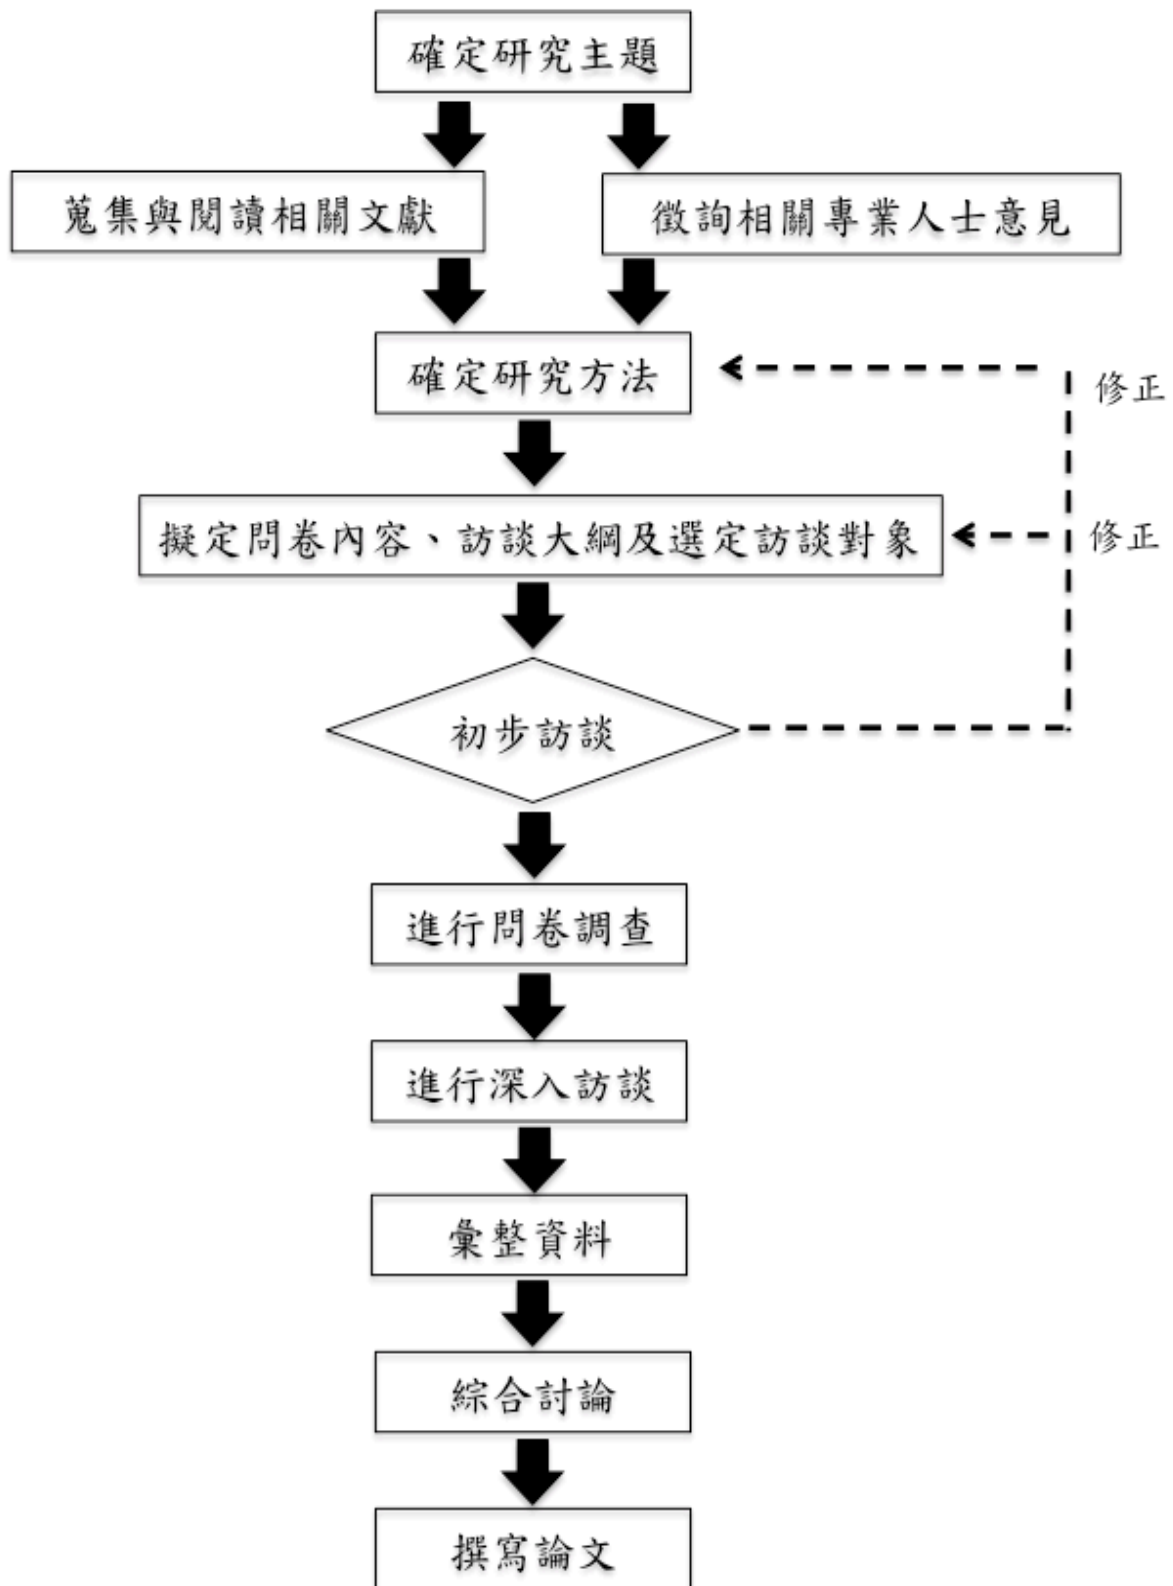 確定研究主題
蒐集與閱讀相關文獻
徵詢相關專業人士意見
確定研究方法
修正
擬定問卷內容、訪談大綱及選定訪談對象
修正
初步訪談
進行問卷調查
進行深入訪談
彙整資料
綜合討論
撰寫論文